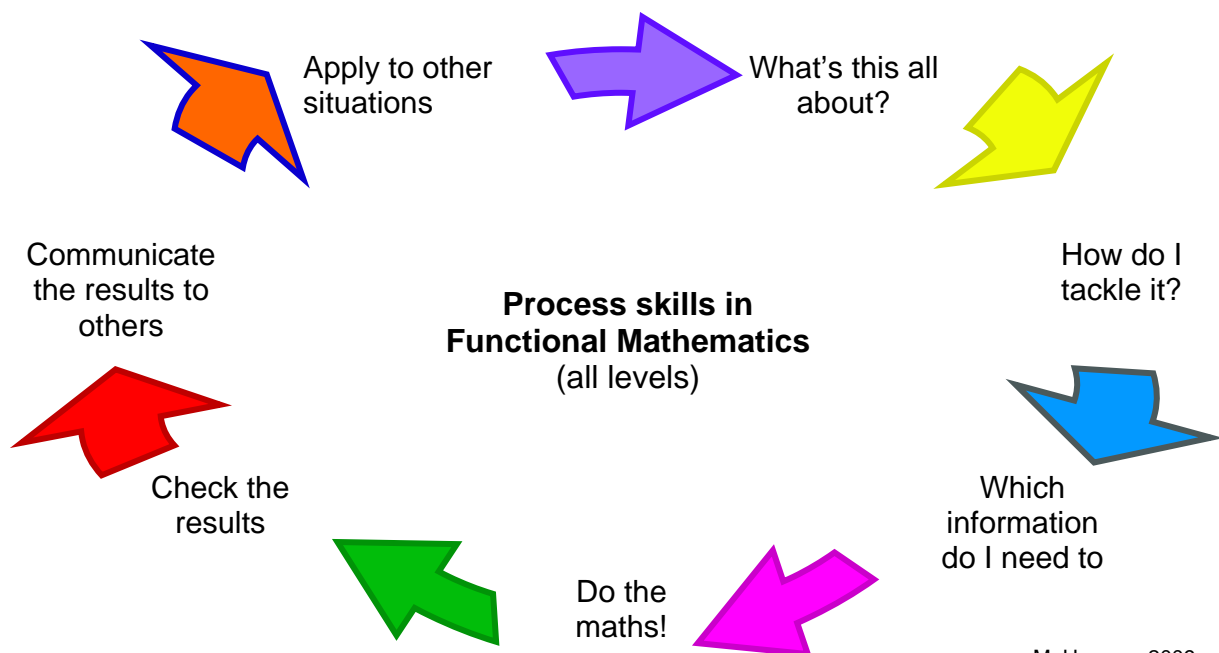 Apply to other
situations
What's this all
about?
How do I
tackle it?
Which
information
do I need to
Do the
maths!
Check the
results
Communicate
the results to
others
Process skills in
Functional Mathematics
(all levels)